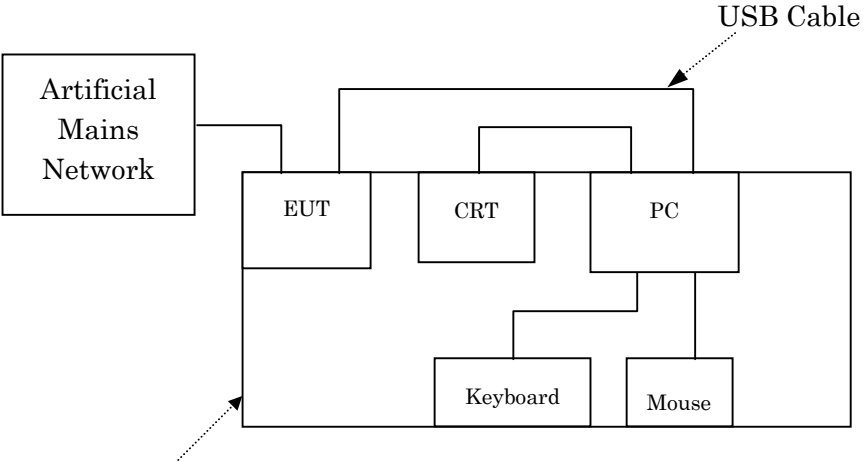 USB Cable
Artificial
Mains
Network
EUT
CRT
PC
Keyboard
Mouse